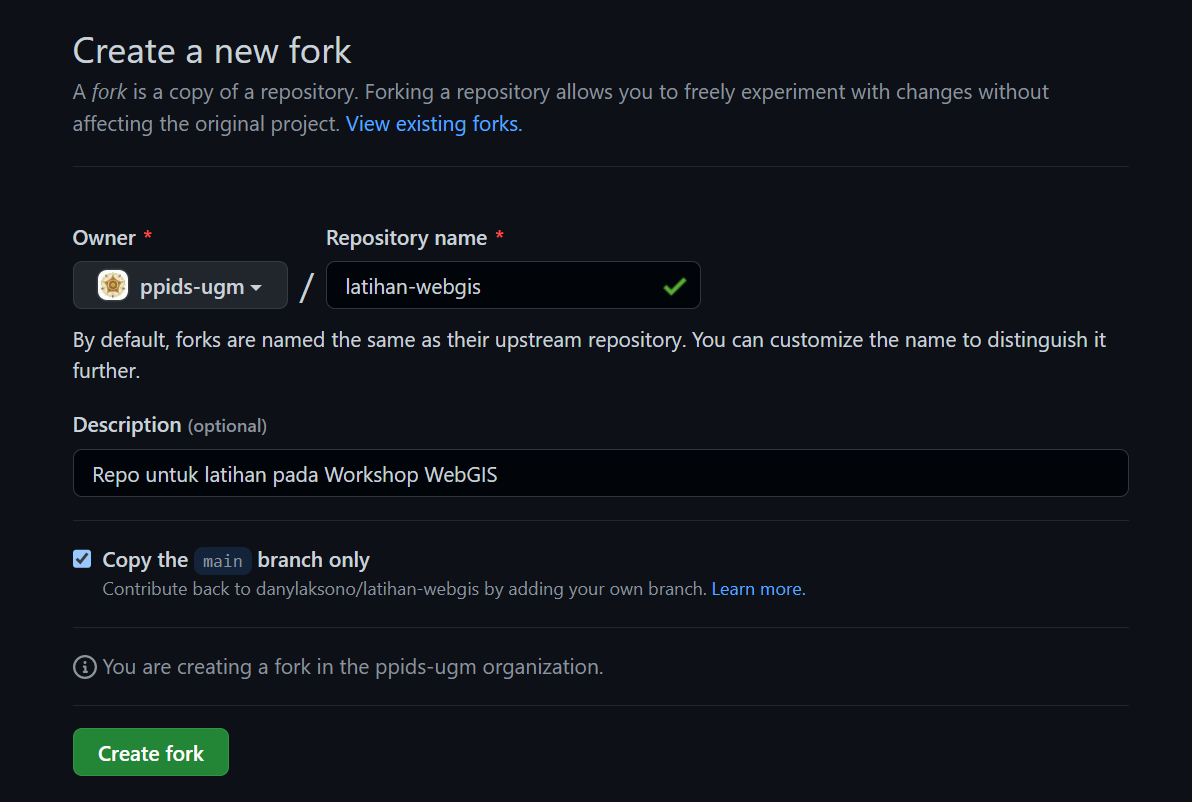 Create a new fork
A fork is a copy of a repository. Forking a repository allows you to freely experiment with changes without
affecting the original project. View existing forks.
Owner * Repository name *
ppids-ugm / latihan-webgis
By default, forks are named the same as their upstream repository. You can customize the name to distinguish it
further.
Description (optional)
Repo untuk latihan pada Workshop WebGIS
Copy the main branch only
Contribute back to danylaksono/latihan-webgis by adding your own branch. Learn more.
You are creating a fork in the ppids-ugm organization.
Create fork